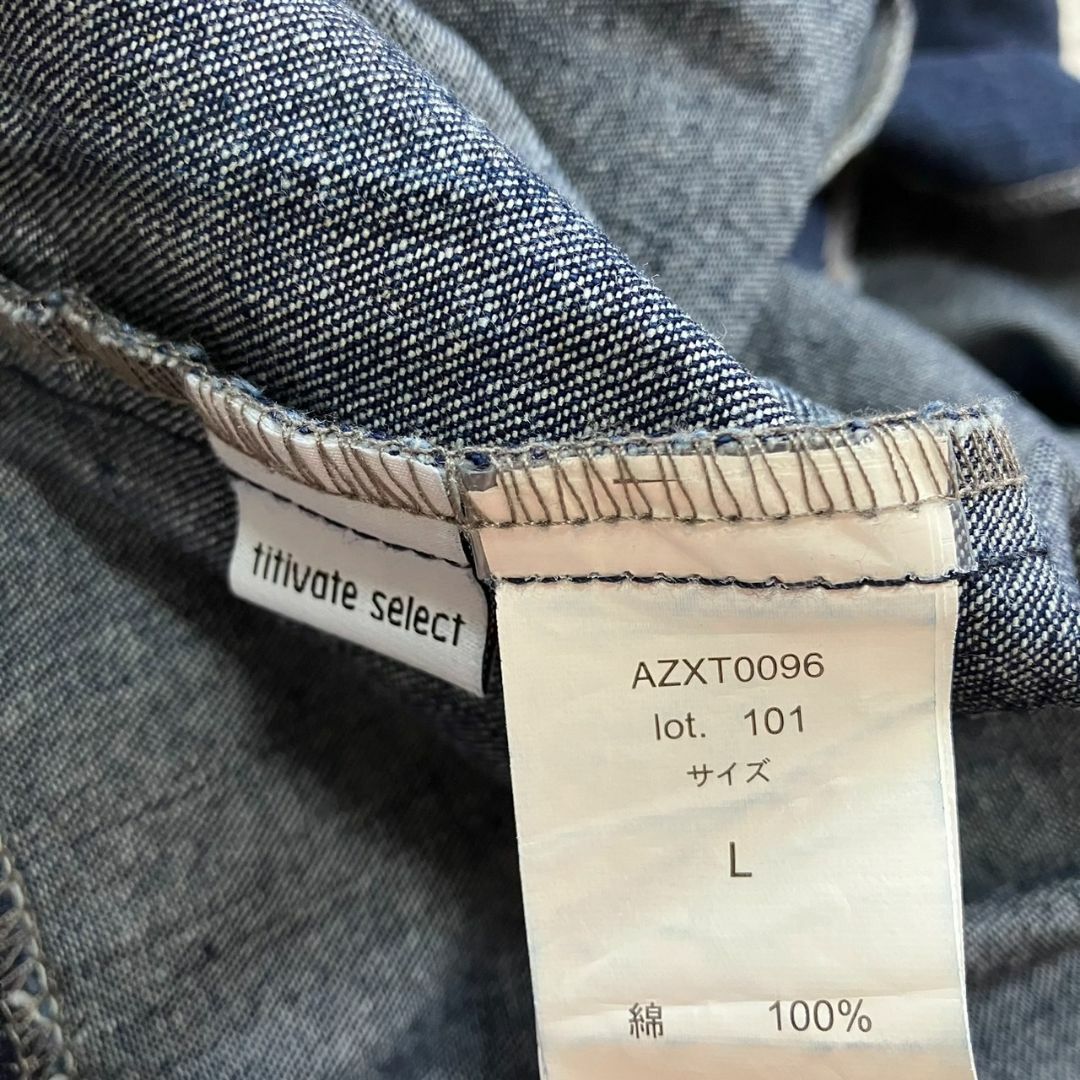 titivate select
AZXT0096
lot. 101
サイズ
L
綿 100%